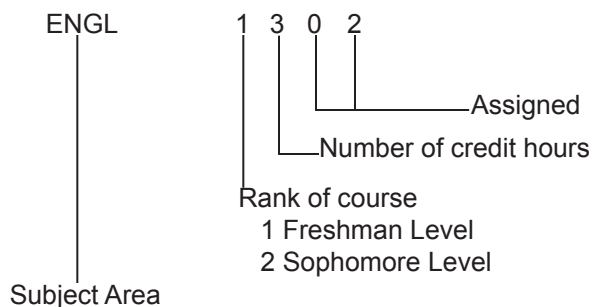 ENGL 1 3 0 2
Assigned
Number of credit hours
Rank of course
1 Freshman Level
2 Sophomore Level
Subject Area